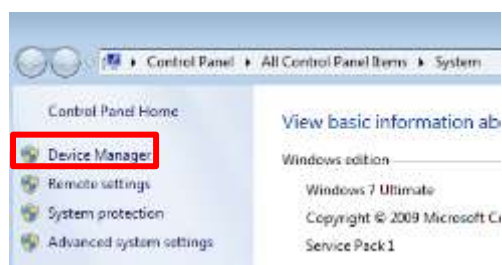 Control Panel ▸ All Control Panel Items ▸ System
Control Panel Home
View basic information ab
Device Manager
Windows edition
Remote settings
Windows 7 Ultimate
System protection
Copyright © 2009 Microsoft C
Advanced system settings
Service Pack 1